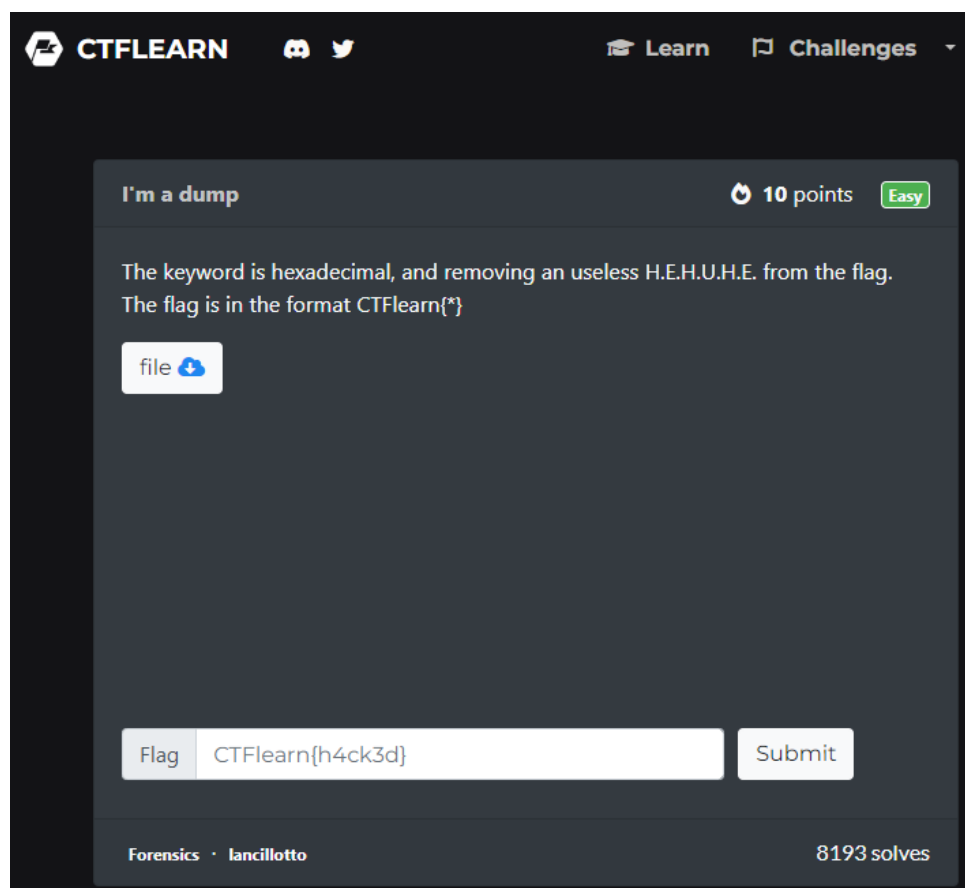 CTFLEARN Learn Challenges
I'm a dump 10 points Easy
The keyword is hexadecimal, and removing an useless H.E.H.U.H.E. from the flag.
The flag is in the format CTFlearn{*}
file
Flag CTFlearn{h4ck3d} Submit
Forensics · lancillotto 8193 solves